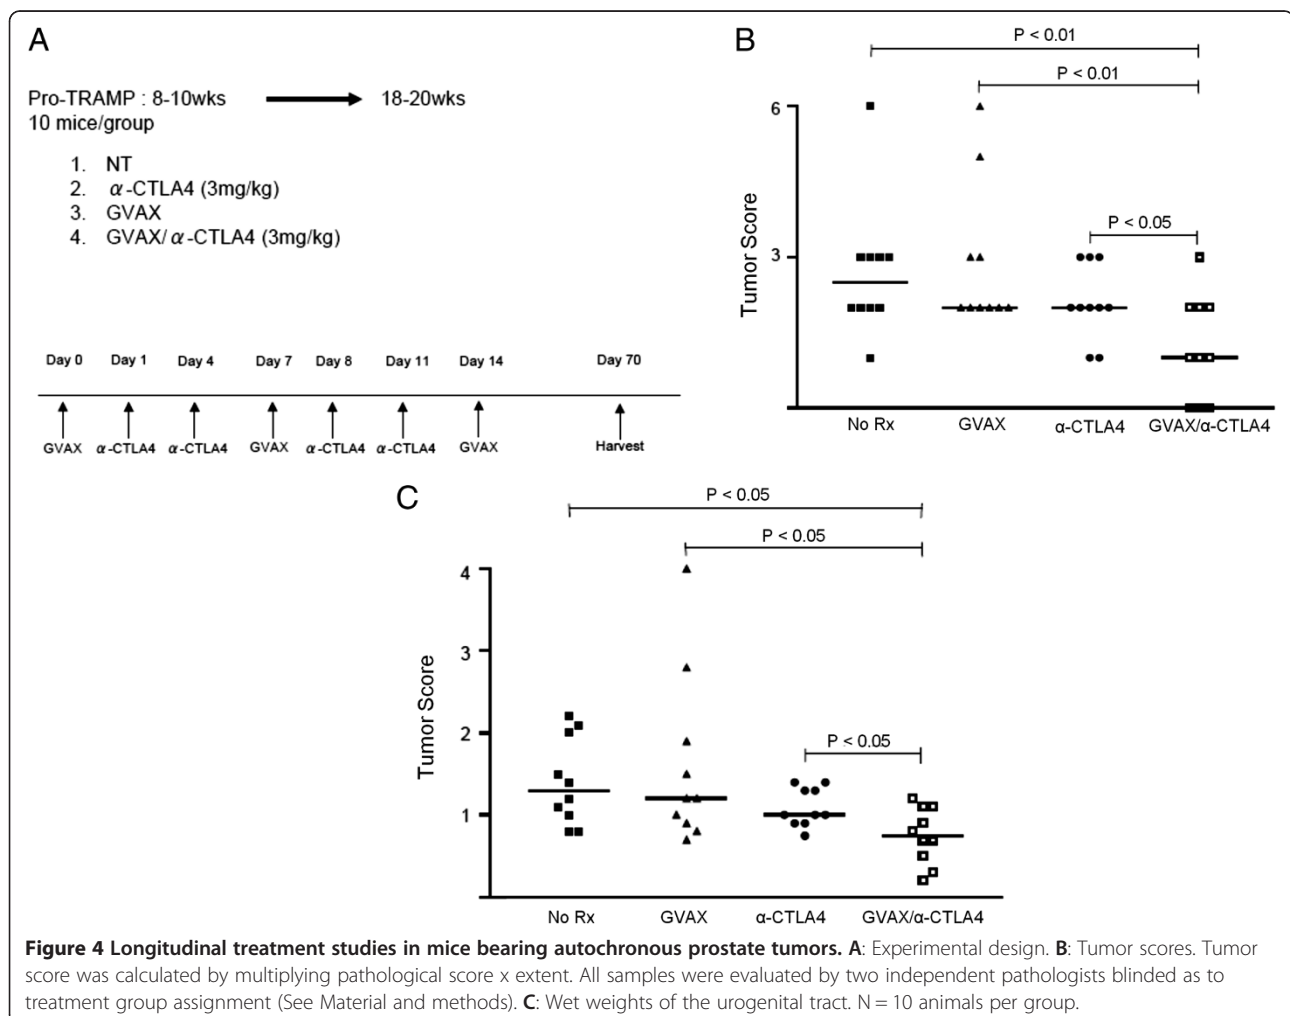 A
Pro-TRAMP : 8-10wks 18-20wks
10 mice/group
1. NT
2. α-CTLA4 (3mg/kg)
3. GVAX
4. GVAX/α-CTLA4 (3mg/kg)
Day 0 Day 1 Day 4 Day 7 Day 8 Day 11 Day 14 Day 70
GVAX α-CTLA4 α-CTLA4 GVAX α-CTLA4 α-CTLA4 GVAX Harvest
B
P < 0.01
P < 0.01
6
P < 0.05
3
Tumor Score
No Rx GVAX α-CTLA4 GVAX/α-CTLA4
C
P < 0.05
P < 0.05
4
3
2
P < 0.05
1
Tumor Score
No Rx GVAX α-CTLA4 GVAX/α-CTLA4
Figure 4 Longitudinal treatment studies in mice bearing autochronous prostate tumors. A: Experimental design. B: Tumor scores. Tumor
score was calculated by multiplying pathological score x extent. All samples were evaluated by two independent pathologists blinded as to
treatment group assignment (See Material and methods). C: Wet weights of the urogenital tract. N = 10 animals per group.